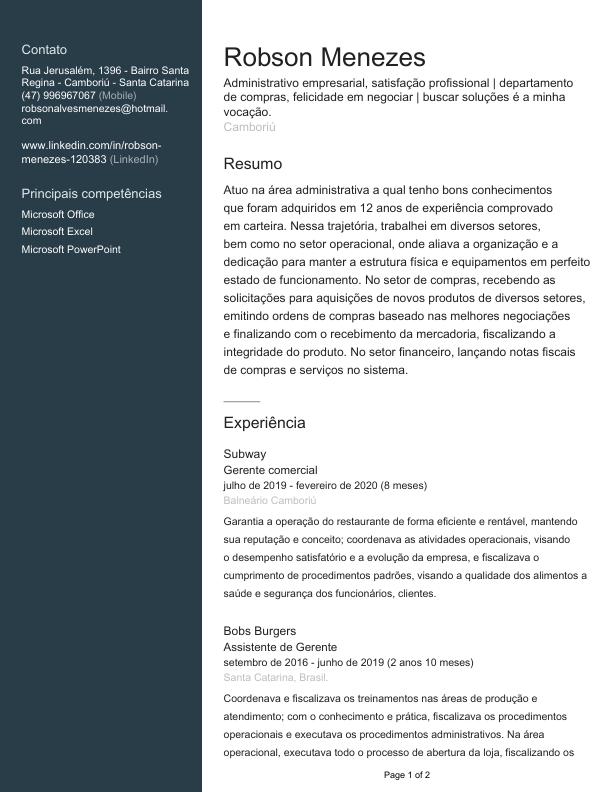 Contato
Rua Jerusalém, 1396 - Bairro Santa
Regina - Camboriú - Santa Catarina
(47) 996967067 (Mobile)
robsonalvesmenezes@hotmail.
com
www.linkedin.com/in/robson-
menezes-120383 (LinkedIn)
Principais competências
Microsoft Office
Microsoft Excel
Microsoft PowerPoint
Robson Menezes
Administrativo empresarial, satisfação profissional | departamento
de compras, felicidade em negociar | buscar soluções é a minha
vocação.
Camboriú
Resumo
Atuo na área administrativa a qual tenho bons conhecimentos
que foram adquiridos em 12 anos de experiência comprovado
em carteira. Nessa trajetória, trabalhei em diversos setores,
bem como no setor operacional, onde aliava a organização e a
dedicação para manter a estrutura física e equipamentos em perfeito
estado de funcionamento. No setor de compras, recebendo as
solicitações para aquisições de novos produtos de diversos setores,
emitindo ordens de compras baseado nas melhores negociações
e finalizando com o recebimento da mercadoria, fiscalizando a
integridade do produto. No setor financeiro, lançando notas fiscais
de compras e serviços no sistema.
Experiência
Subway
Gerente comercial
julho de 2019 - fevereiro de 2020 (8 meses)
Balneário Camboriú
Garantia a operação do restaurante de forma eficiente e rentável, mantendo
sua reputação e conceito; coordenava as atividades operacionais, visando
o desempenho satisfatório e a evolução da empresa, e fiscalizava o
cumprimento de procedimentos padrões, visando a qualidade dos alimentos a
saúde e segurança dos funcionários, clientes.
Bobs Burgers
Assistente de Gerente
setembro de 2016 - junho de 2019 (2 anos 10 meses)
Santa Catarina, Brasil.
Coordenava e fiscalizava os treinamentos nas áreas de produção e
atendimento; com o conhecimento e prática, fiscalizava os procedimentos
operacionais e executava os procedimentos administrativos. Na área
operacional, executava todo o processo de abertura da loja, fiscalizando os
Page 1 of 2